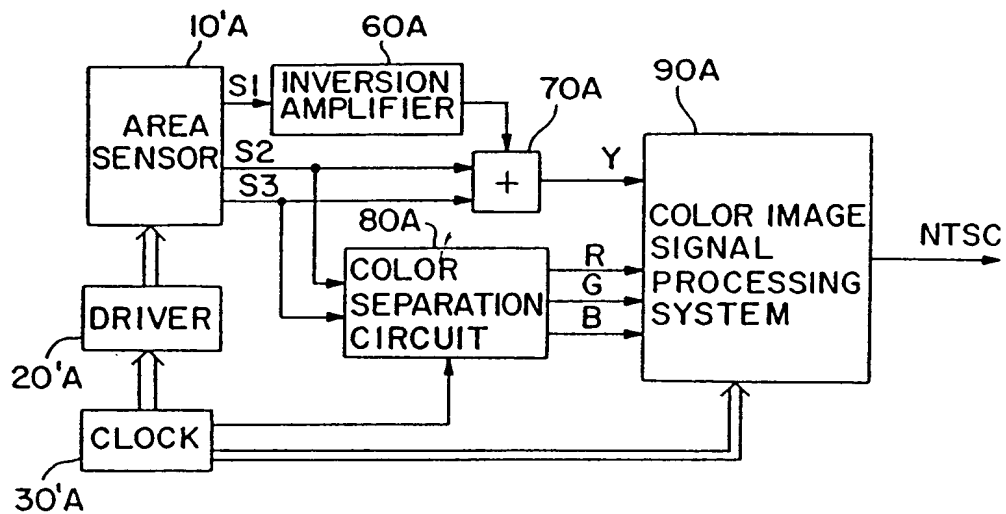 10'A
60A
S1
INVERSION
AMPLIFIER
70A
90A
AREA
SENSOR
S2
S3
+
Y
80A
COLOR
SEPARATION
CIRCUIT
R
G
B
COLOR IMAGE
SIGNAL
PROCESSING
SYSTEM
NTSC
DRIVER
20'A
CLOCK
30'A